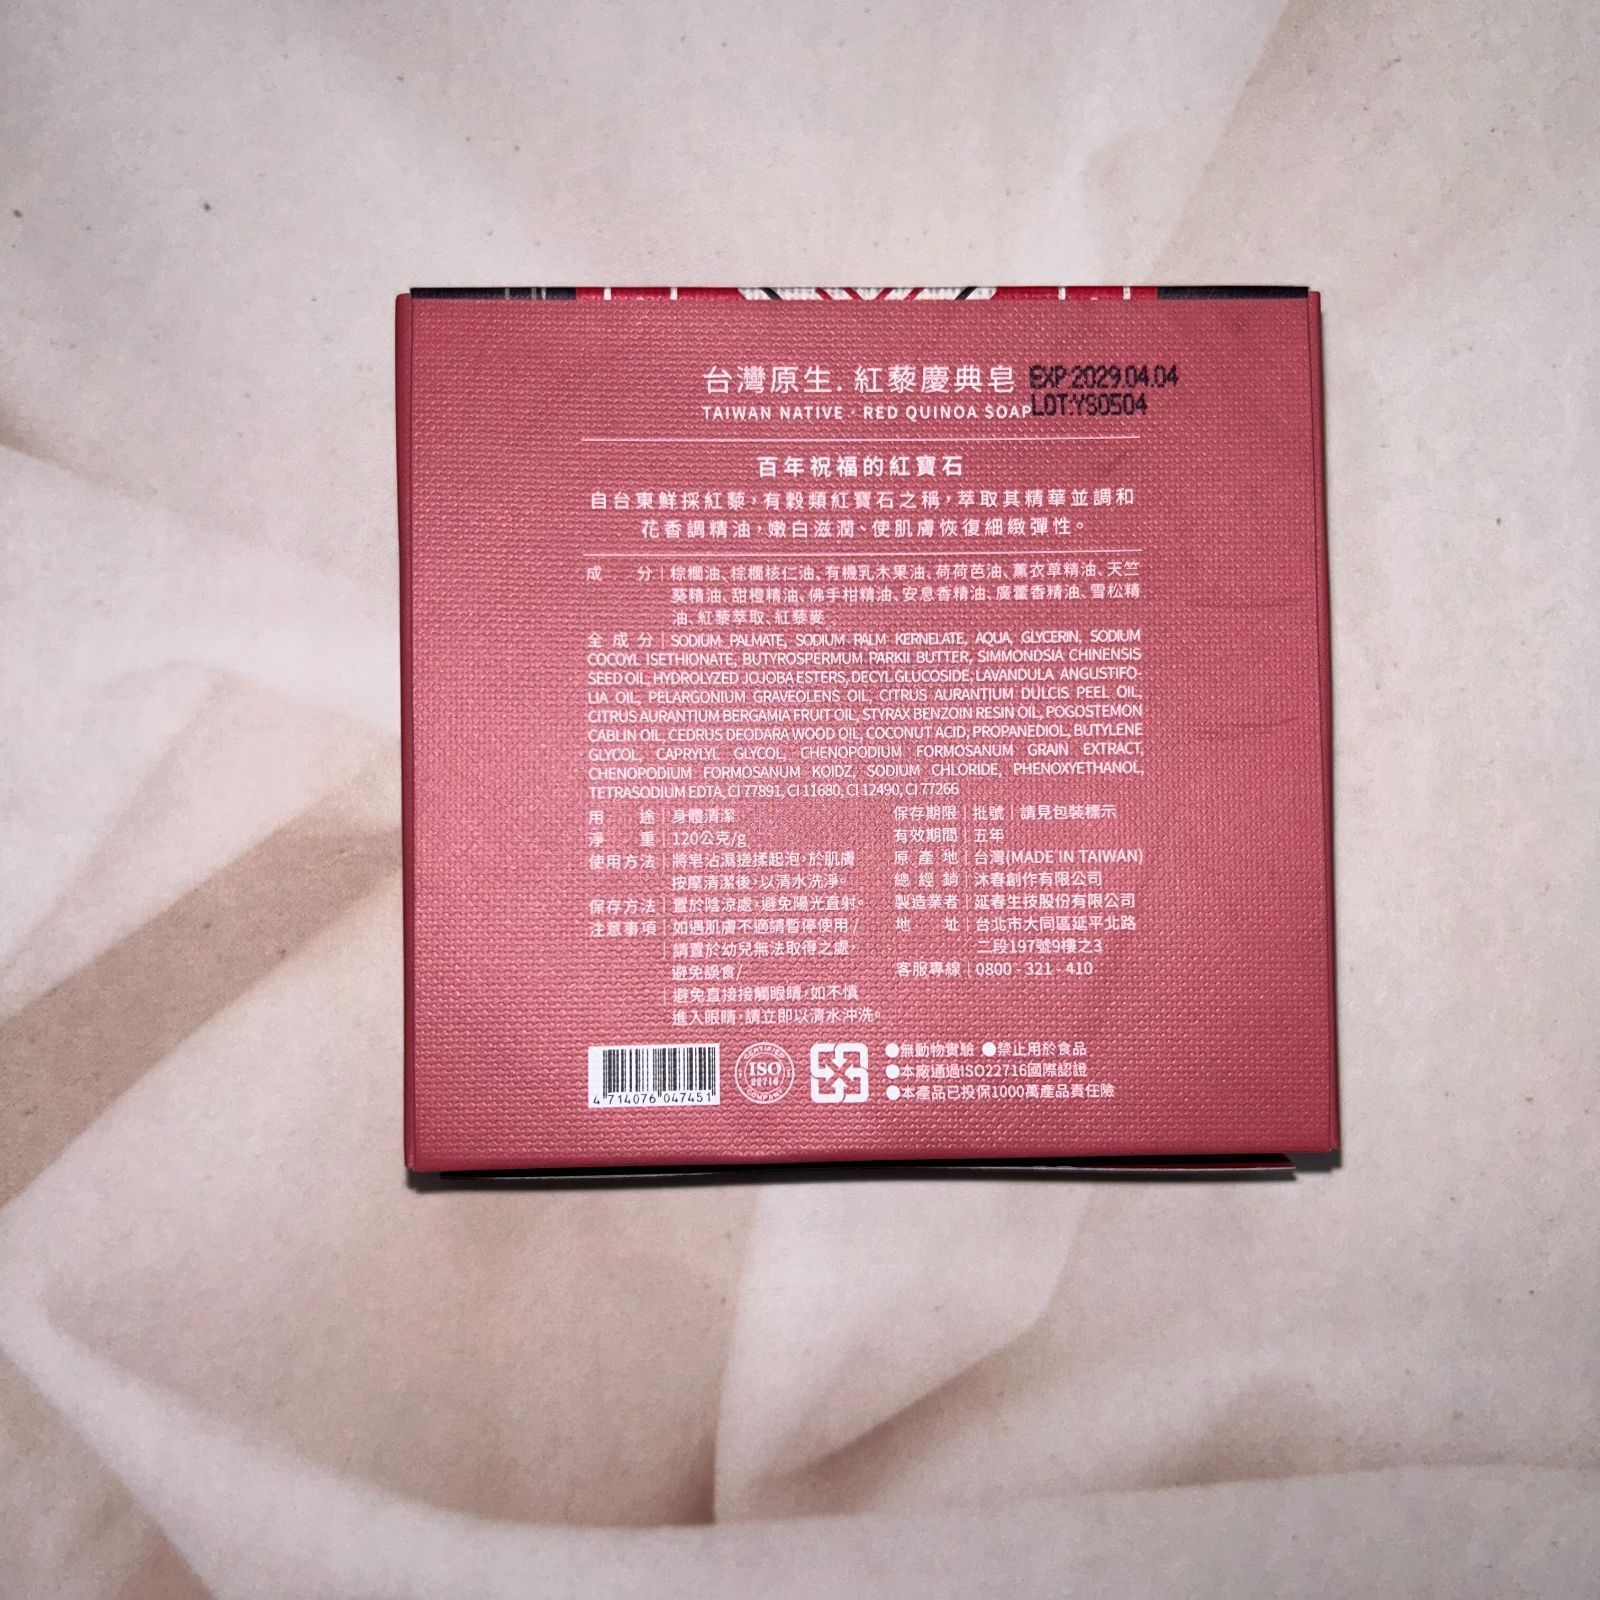 台灣原生.紅藜慶典皂 EXP:2029.04.04
TAIWAN NATIVE · RED QUINOA SOAP LOT:YS0504
百年祝福的紅寶石
自台東鮮採紅藜,有穀類紅寶石之稱,萃取其精華並調和
花香調精油,嫩白滋潤、使肌膚恢復細緻彈性。
成分|棕櫚油、棕櫚核仁油、有機乳木果油、荷荷芭油、薰衣草精油、天竺
葵精油、甜橙精油、佛手柑精油、安息香精油、廣藿香精油、雪松精
油、紅藜萃取、紅藜麥
全成分|SODIUM PALMATE, SODIUM PALM KERNELATE, AQUA, GLYCERIN, SODIUM
COCOYL ISETHIONATE, BUTYROSPERMUM PARKII BUTTER, SIMMONDSIA CHINENSIS
SEED OIL, HYDROLYZED JOJOBA ESTERS, DECYL GLUCOSIDE, LAVANDULA ANGUSTIFO-
LIA OIL, PELARGONIUM GRAVEOLENS OIL, CITRUS AURANTIUM DULCIS PEEL OIL,
CITRUS AURANTIUM BERGAMIA FRUIT OIL, STYRAX BENZOIN RESIN OIL, POGOSTEMON
CABLIN OIL, CEDRUS DEODARA WOOD OIL, COCONUT ACID, PROPANEDIOL, BUTYLENE
GLYCOL, CAPRYLYL GLYCOL, CHENOPODIUM FORMOSANUM GRAIN EXTRACT,
CHENOPODIUM FORMOSANUM KOIDZ, SODIUM CHLORIDE, PHENOXYETHANOL,
TETRASODIUM EDTA, CI 77891, CI 11680, CI 12490, CI 77266
用途|身體清潔
淨重|120公克/g
使用方法|將皂沾濕搓揉起泡,於肌膚
按摩清潔後,以清水洗淨。
保存方法|置於陰涼處,避免陽光直射。
注意事項|如遇肌膚不適請暫停使用/
請置於幼兒無法取得之處,
避免誤食/
避免直接接觸眼睛,如不慎
進入眼睛,請立即以清水沖洗。
保存期限|批號|請見包裝標示
有效期間|五年
原產地|台灣(MADE IN TAIWAN)
總經銷|沐春創作有限公司
製造業者|延春生技股份有限公司
地址|台北市大同區延平北路
二段197號9樓之3
客服專線|0800 - 321 - 410
4 714076 047451
CERTIFIED
ISO
22716
COMPANY
●無動物實驗 ●禁止用於食品
●本廠通過ISO22716國際認證
●本產品已投保1000萬產品責任險